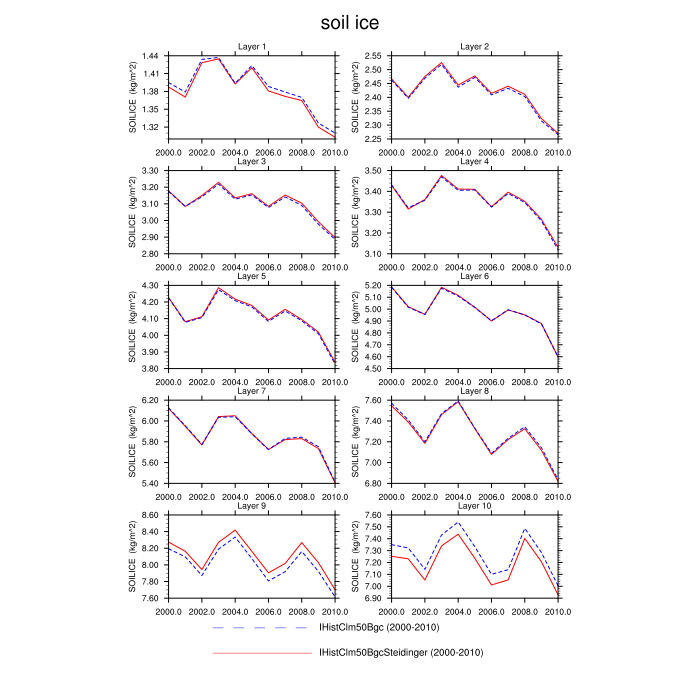 soil ice
Layer 1
SOILICE (kg/m^2)
1.44
1.41
1.38
1.35
1.32
2000.0 2002.0 2004.0 2006.0 2008.0 2010.0
Layer 2
SOILICE (kg/m^2)
2.55
2.50
2.45
2.40
2.35
2.30
2.25
2000.0 2002.0 2004.0 2006.0 2008.0 2010.0
Layer 3
SOILICE (kg/m^2)
3.30
3.20
3.10
3.00
2.90
2.80
2000.0 2002.0 2004.0 2006.0 2008.0 2010.0
Layer 4
SOILICE (kg/m^2)
3.50
3.40
3.30
3.20
3.10
2000.0 2002.0 2004.0 2006.0 2008.0 2010.0
Layer 5
SOILICE (kg/m^2)
4.30
4.20
4.10
4.00
3.90
3.80
2000.0 2002.0 2004.0 2006.0 2008.0 2010.0
Layer 6
SOILICE (kg/m^2)
5.20
5.10
5.00
4.90
4.80
4.70
4.60
4.50
2000.0 2002.0 2004.0 2006.0 2008.0 2010.0
Layer 7
SOILICE (kg/m^2)
6.20
6.00
5.80
5.60
5.40
2000.0 2002.0 2004.0 2006.0 2008.0 2010.0
Layer 8
SOILICE (kg/m^2)
7.60
7.40
7.20
7.00
6.80
2000.0 2002.0 2004.0 2006.0 2008.0 2010.0
Layer 9
SOILICE (kg/m^2)
8.60
8.40
8.20
8.00
7.80
7.60
2000.0 2002.0 2004.0 2006.0 2008.0 2010.0
Layer 10
SOILICE (kg/m^2)
7.60
7.50
7.40
7.30
7.20
7.10
7.00
6.90
2000.0 2002.0 2004.0 2006.0 2008.0 2010.0
IHistClm50Bgc (2000-2010)
IHistClm50BgcSteidinger (2000-2010)